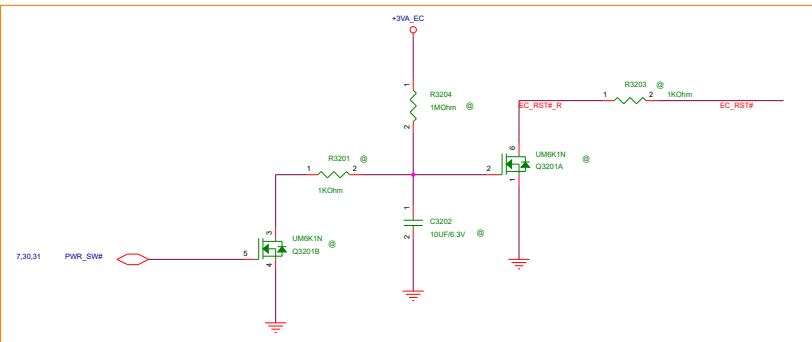 +3VA_EC
1
R3204
@
1MOhm
2
R3203
@
1
2
1KOhm
EC_RST#_R
EC_RST#
6
UM6K1N
@
Q3201A
2
1
R3201
@
1
2
1KOhm
1
C3202
10UF/6.3V
@
2
3
UM6K1N
@
Q3201B
5
4
7,30,31
PWR_SW#